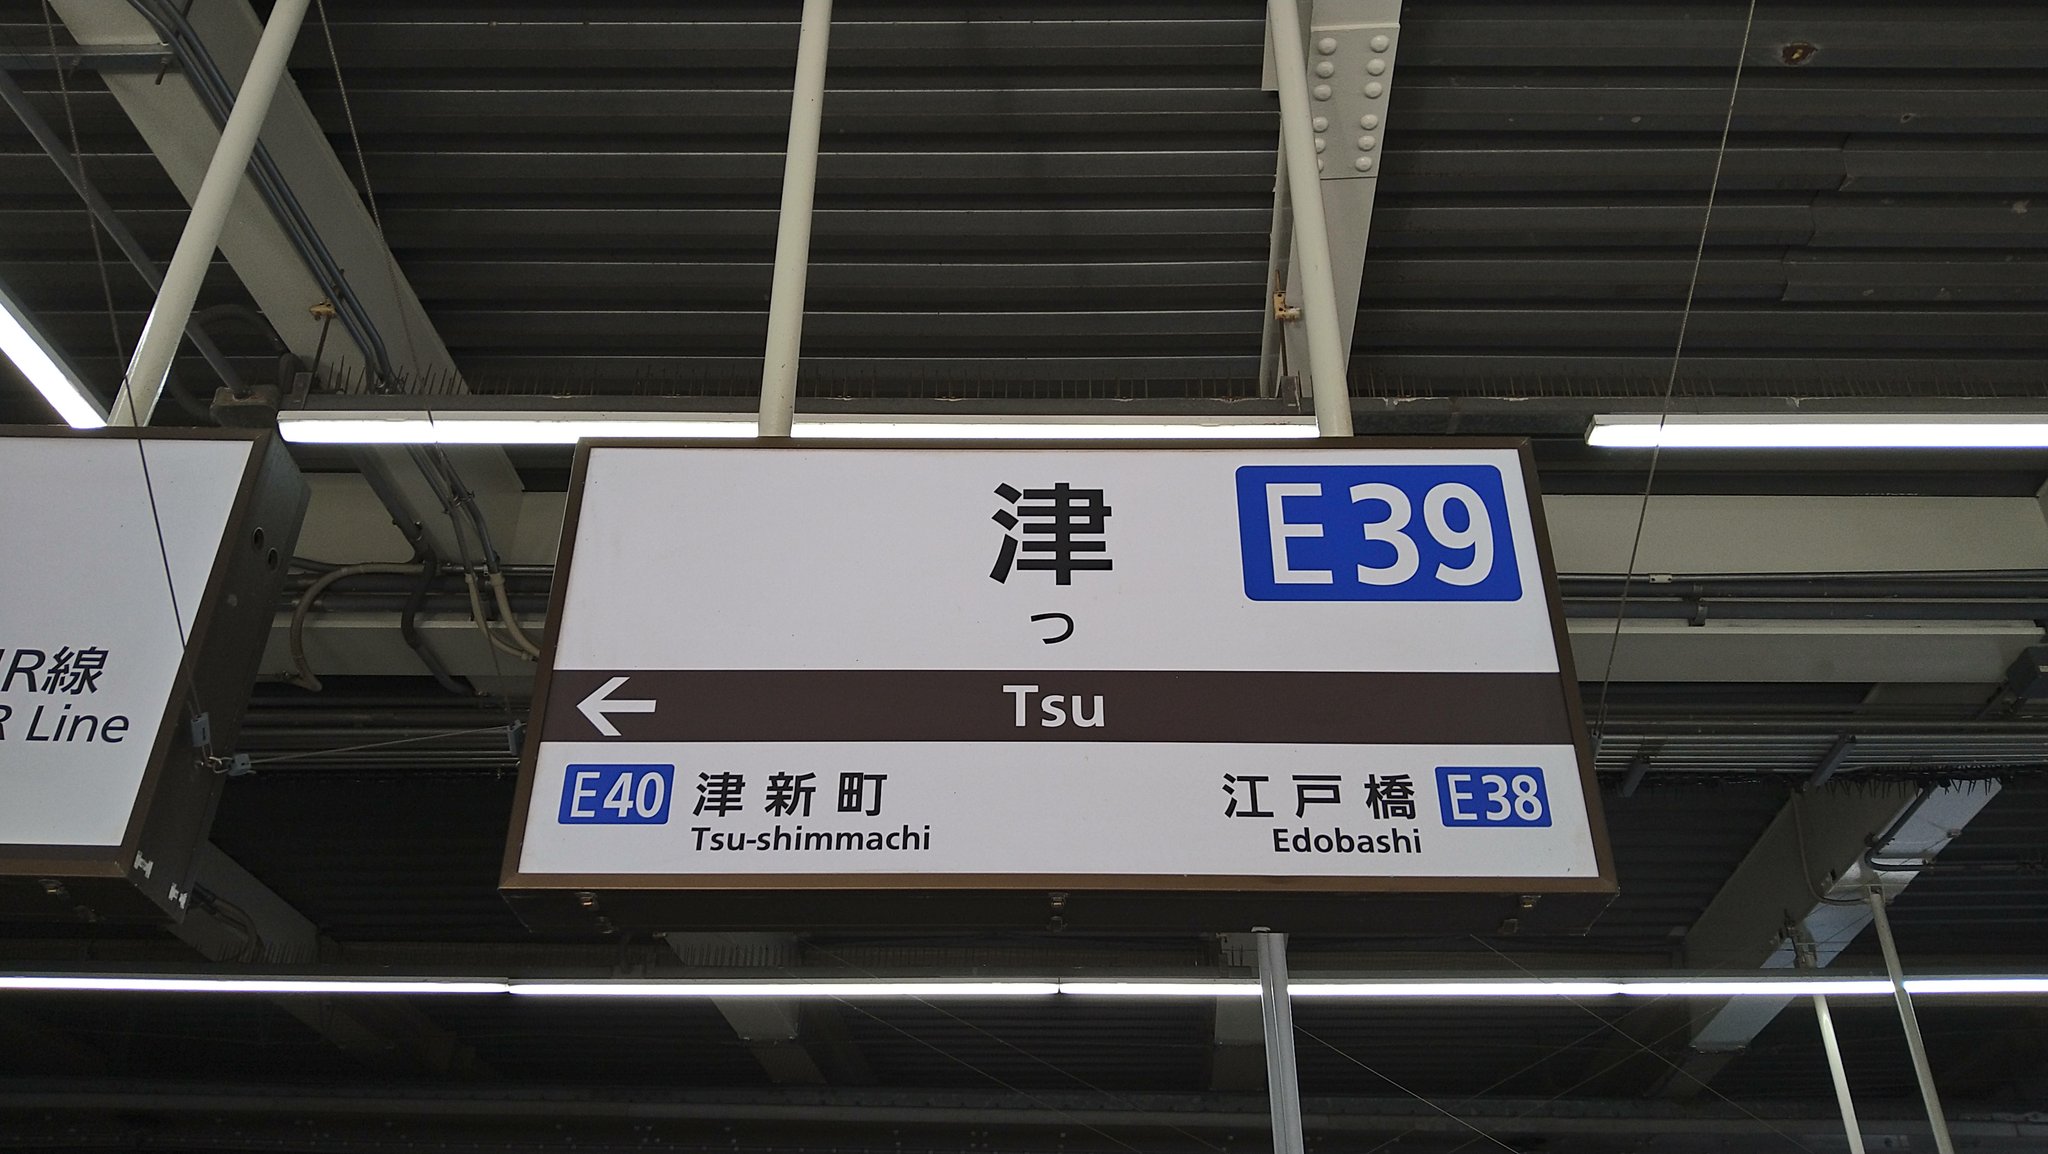 R線
Line
津 E39
つ
← Tsu
E40 津新町 江戸橋 E38
Tsu-shimmachi Edobashi